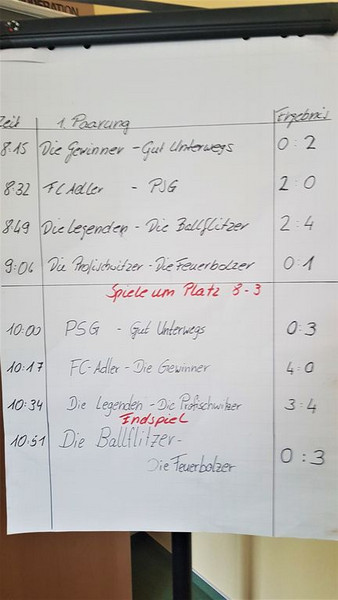 Zeit 1. Paarung Ergebnis
8:15 Die Gewinner - Gut Unterwegs 0:2
8:32 FC Adler - PSG 2:0
8:49 Die Legenden - Die Ballflitzer 2:4
9:06 Die Profischwitzer - Die Feuerbolzer 0:1
Spiele um Platz 8-3
10:00 PSG - Gut Unterwegs 0:3
10:17 FC-Adler - Die Gewinner 4:0
10:34 Die Legenden - Die Profischwitzer 3:4
Endspiel
10:51 Die Ballflitzer -
Die Feuerbolzer 0:3